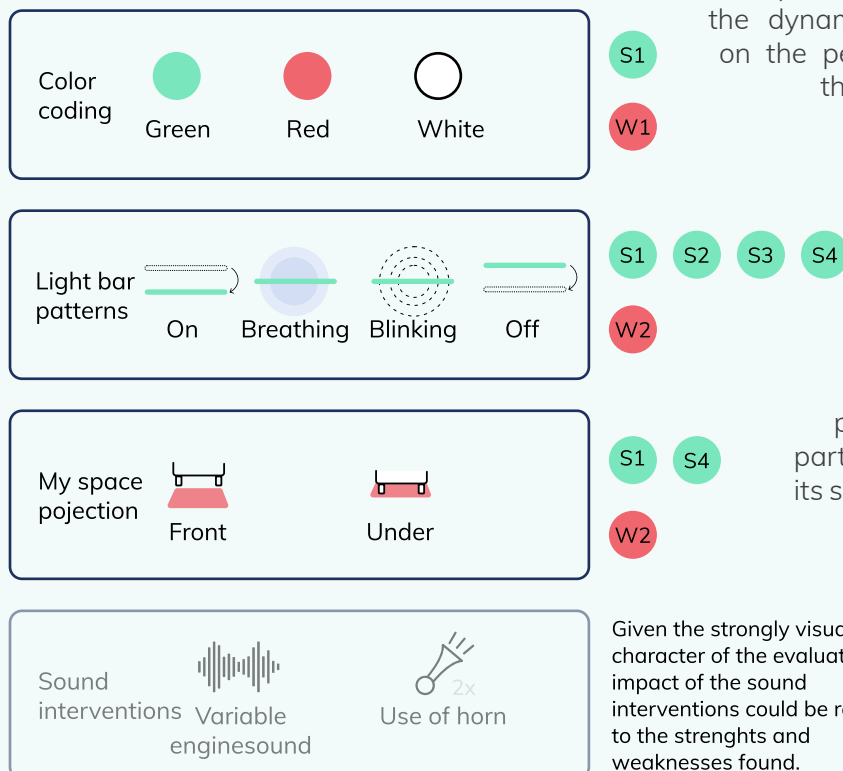 the dynam
on the pe
th
Color
coding
Green
Red
White
S1
W1
Light bar
patterns
On
Breathing
Blinking
Off
S1
S2
S3
S4
W2
p
part
its s
My space
pojection
Front
Under
S1
S4
W2
Sound
interventions
Variable
enginesound
2x
Use of horn
Given the strongly visua
character of the evaluat
impact of the sound
interventions could be r
to the strenghts and
weaknesses found.